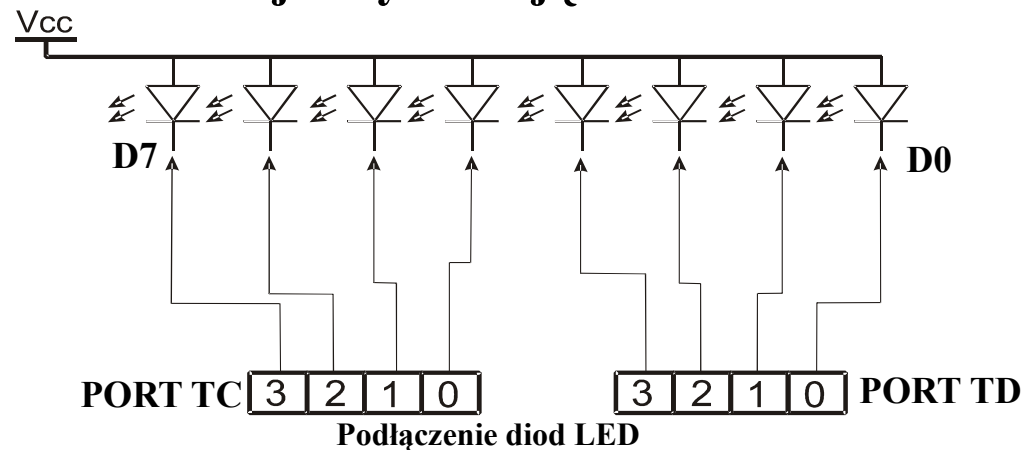 Vcc
D7 D0
PORT TC 3 2 1 0 3 2 1 0 PORT TD
Podłączenie diod LED